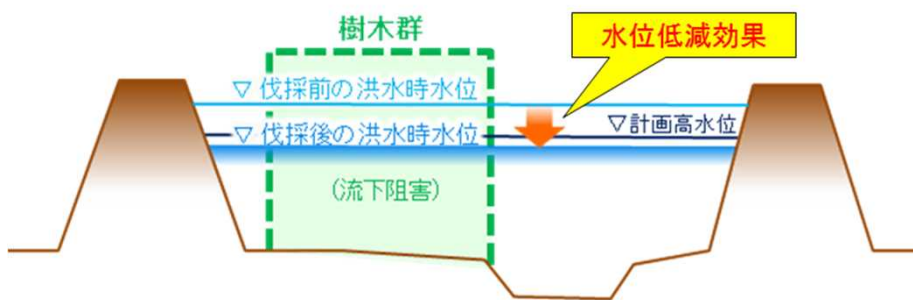 樹木群
水位低減効果
▽ 伐採前の洪水時水位
▽ 伐採後の洪水時水位
▽計画高水位
(流下阻害)